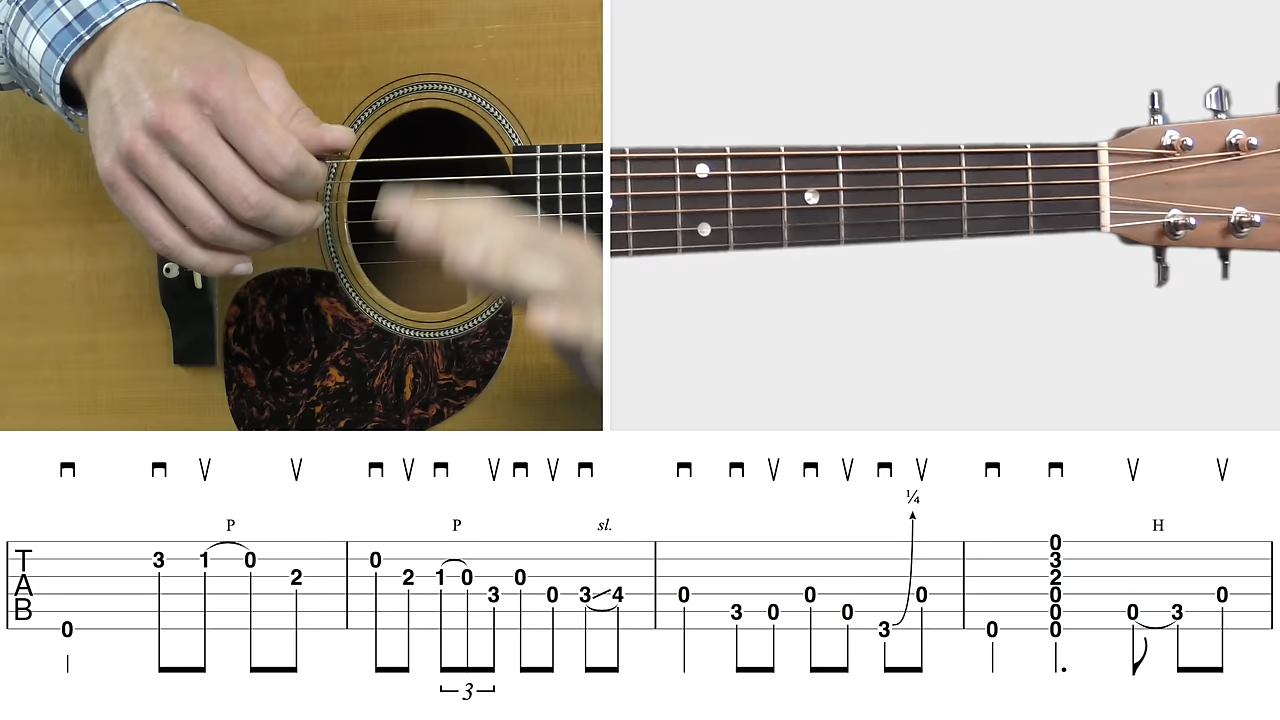 ¼
P P sl. H
T
A
B
0
3 1 0 0 3
2 2 1 0 0 2
3 0 3 4 0 0 0 0
3 0 0 0 0 3
0 3 0 0
3